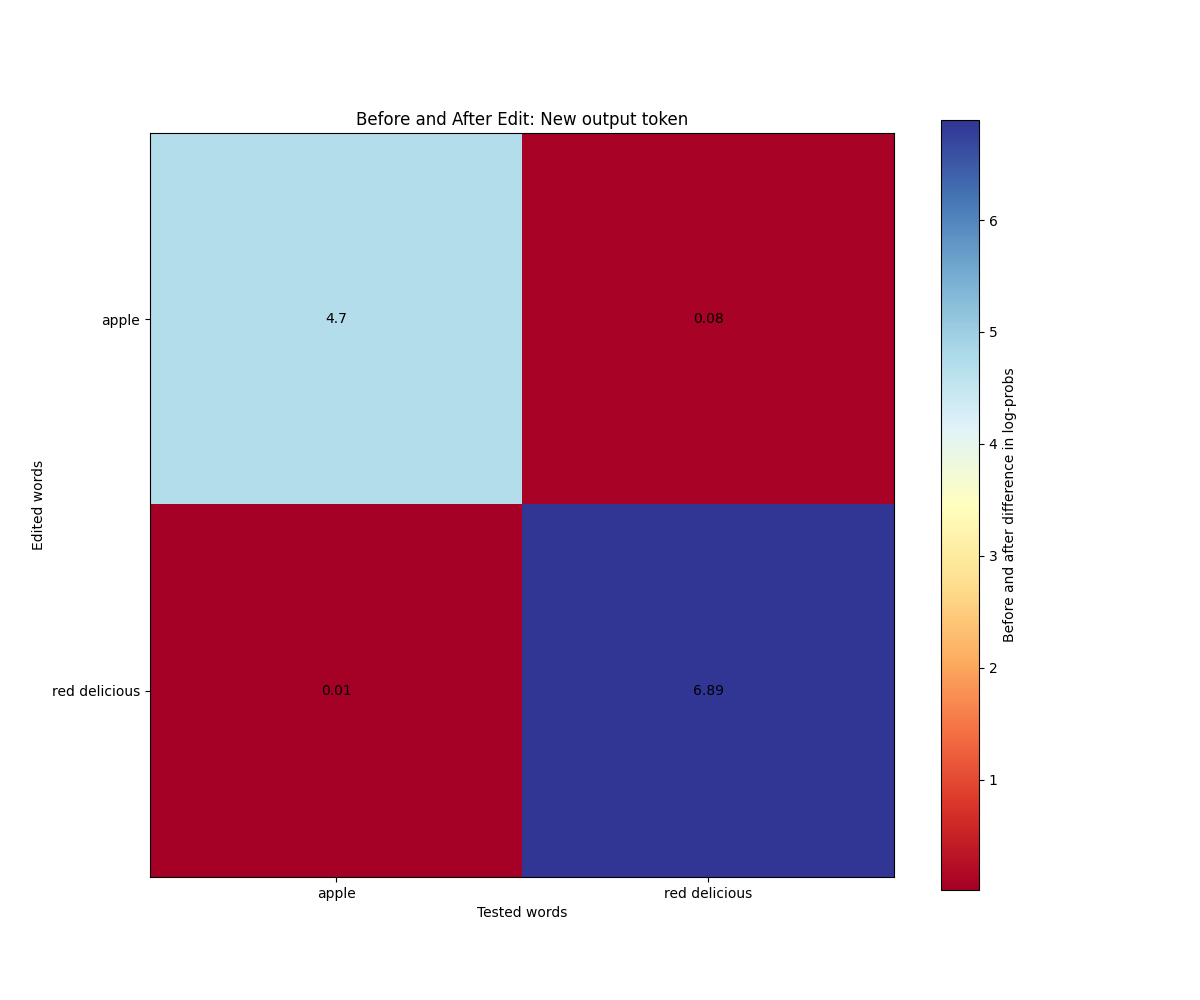 Before and After Edit: New output token
apple
4.7
0.08
red delicious
0.01
6.89
apple
red delicious
Tested words
Edited words
6
5
4
3
2
1
Before and after difference in log-probs